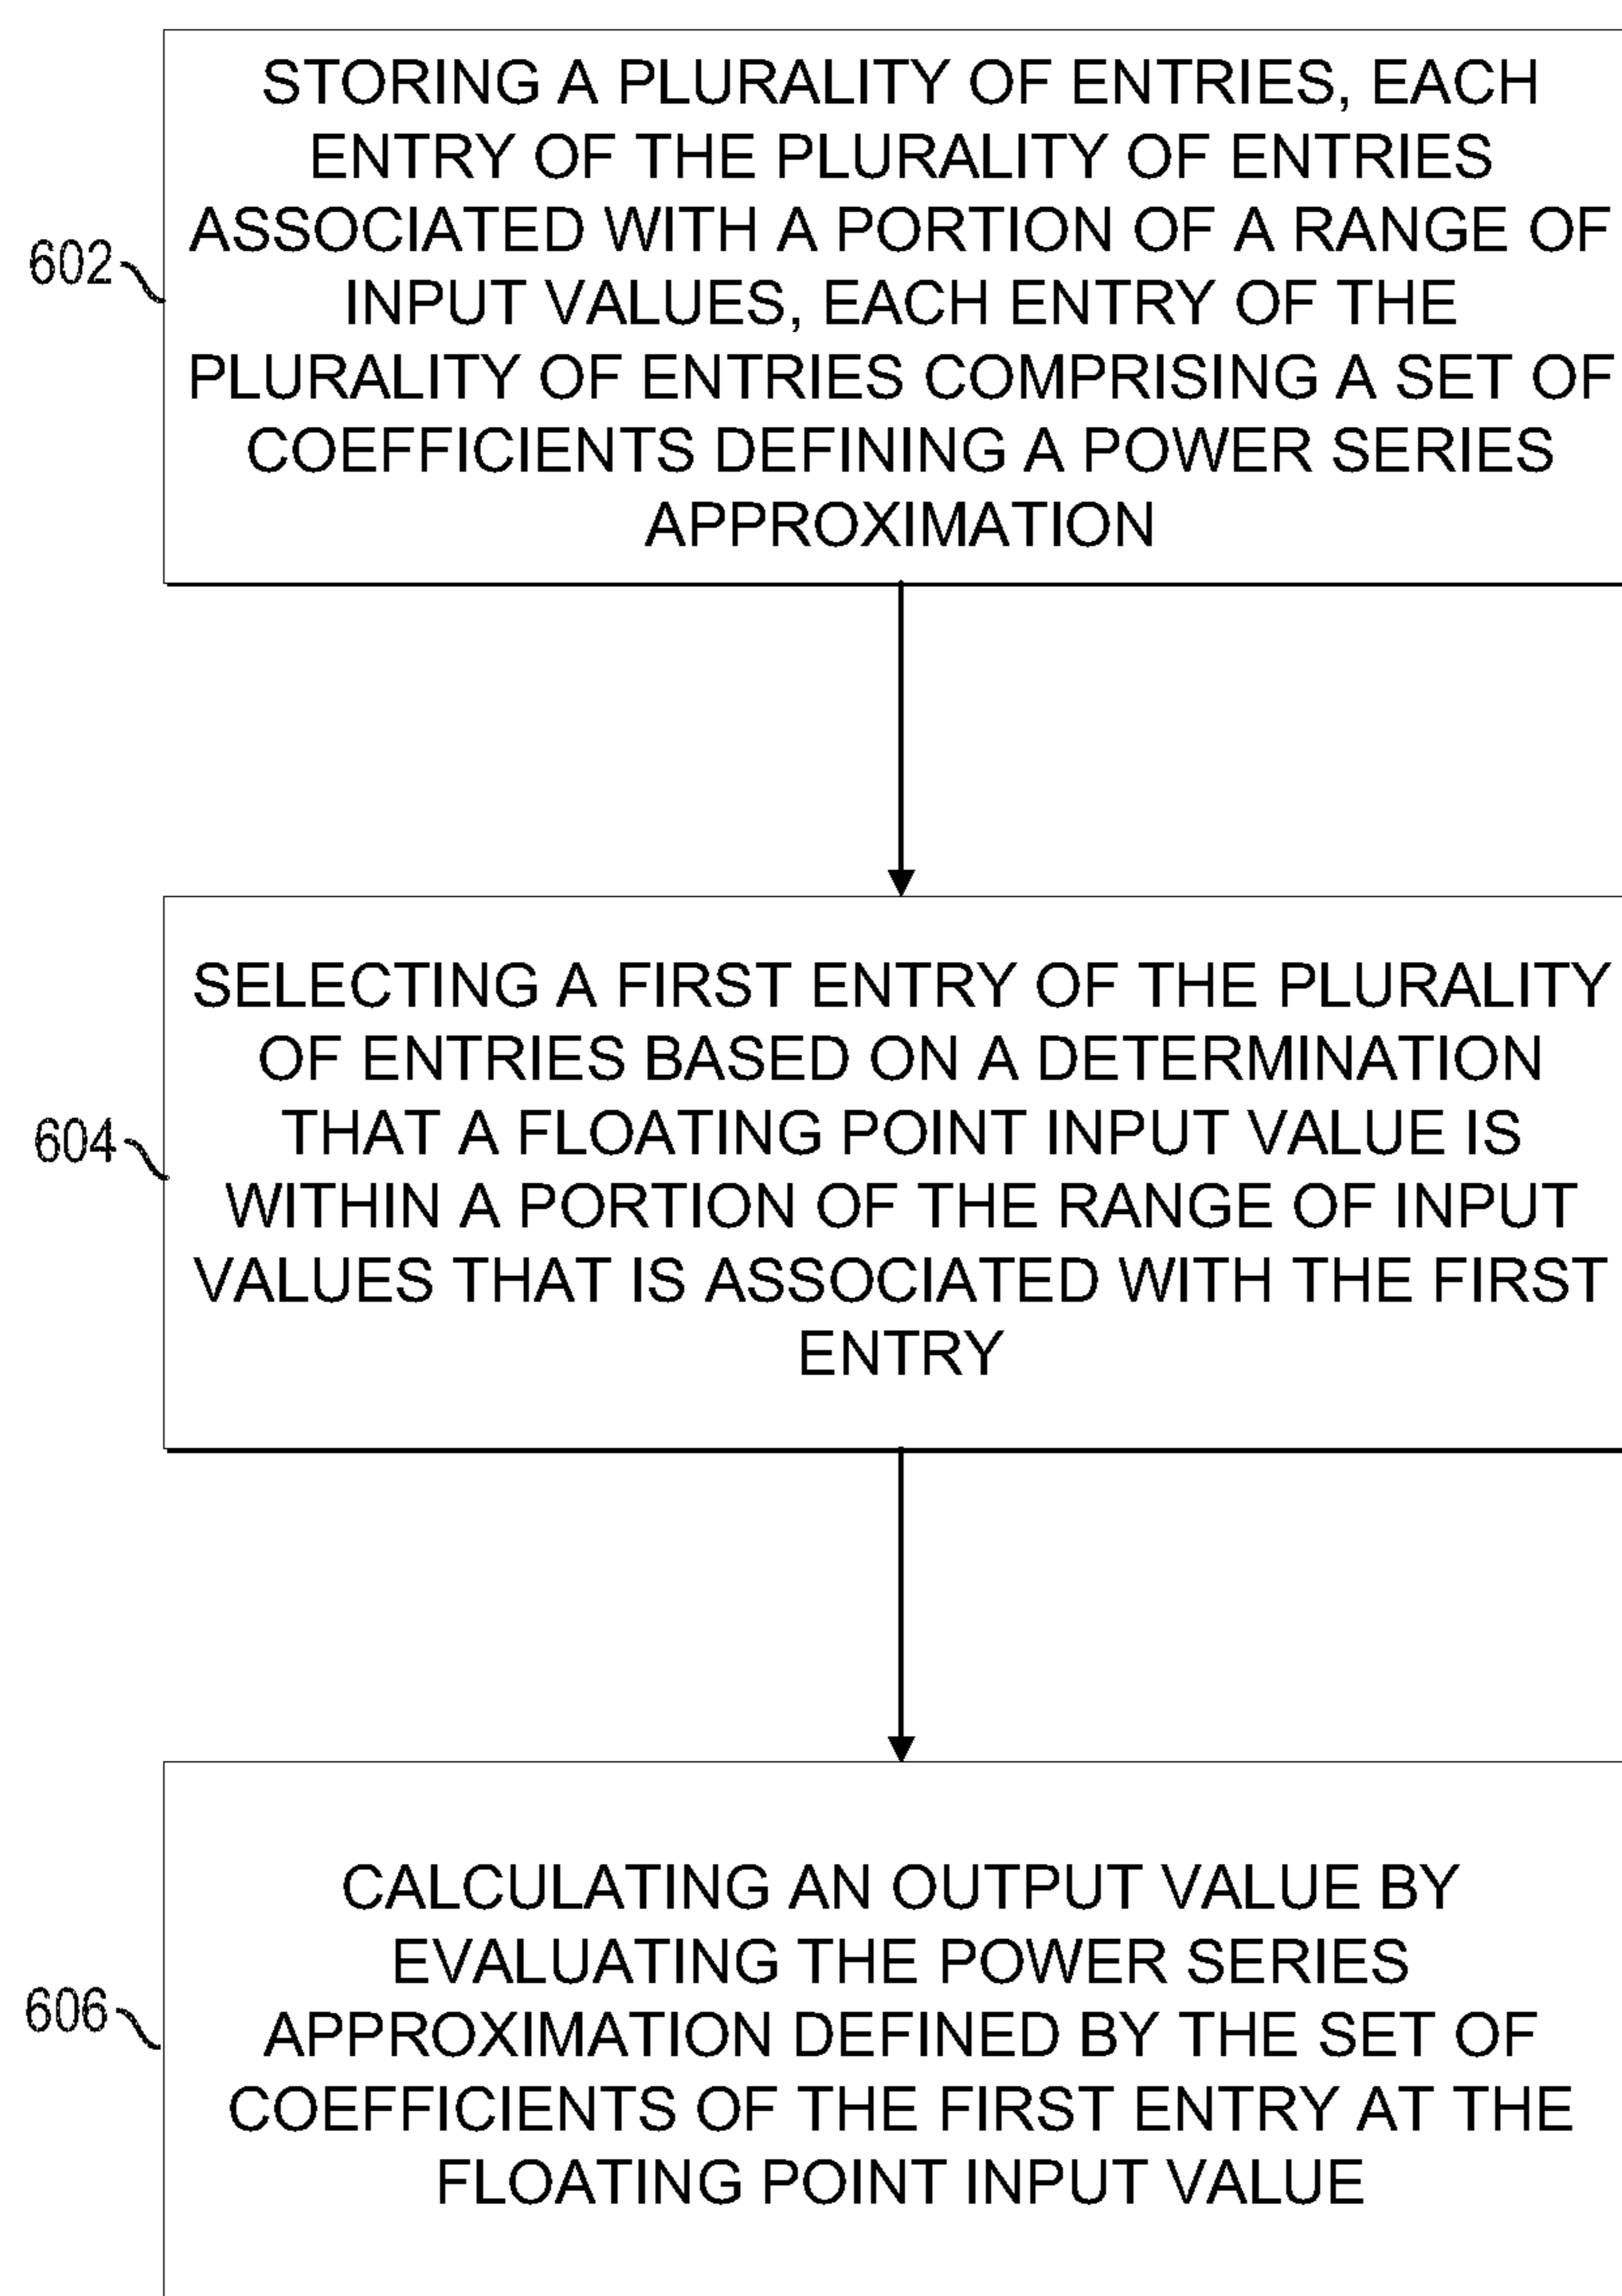 STORING A PLURALITY OF ENTRIES, EACH
ENTRY OF THE PLURALITY OF ENTRIES
ASSOCIATED WITH A PORTION OF A RANGE OF
INPUT VALUES, EACH ENTRY OF THE
PLURALITY OF ENTRIES COMPRISING A SET OF
COEFFICIENTS DEFINING A POWER SERIES
APPROXIMATION
602
SELECTING A FIRST ENTRY OF THE PLURALITY
OF ENTRIES BASED ON A DETERMINATION
THAT A FLOATING POINT INPUT VALUE IS
WITHIN A PORTION OF THE RANGE OF INPUT
VALUES THAT IS ASSOCIATED WITH THE FIRST
ENTRY
604
CALCULATING AN OUTPUT VALUE BY
EVALUATING THE POWER SERIES
APPROXIMATION DEFINED BY THE SET OF
COEFFICIENTS OF THE FIRST ENTRY AT THE
FLOATING POINT INPUT VALUE
606